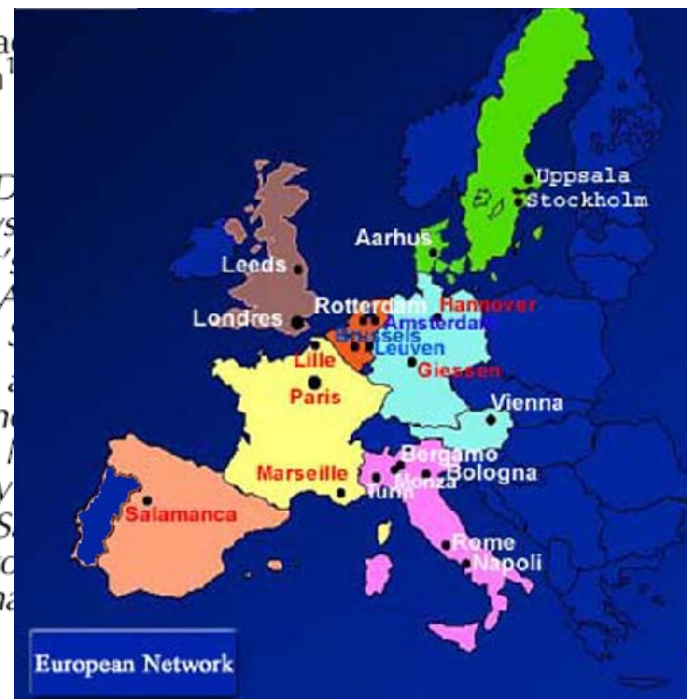 Uppsala
Stockholm
Aarhus
Leeds
Londres
Rotterdam
Hannover
Amsterdam
Brussels
Leuven
Lille
Giessen
Paris
Vienna
Bergamo
Marseille
Monza
Bologna
Turin
Salamanca
Rome
Napoli
European Network